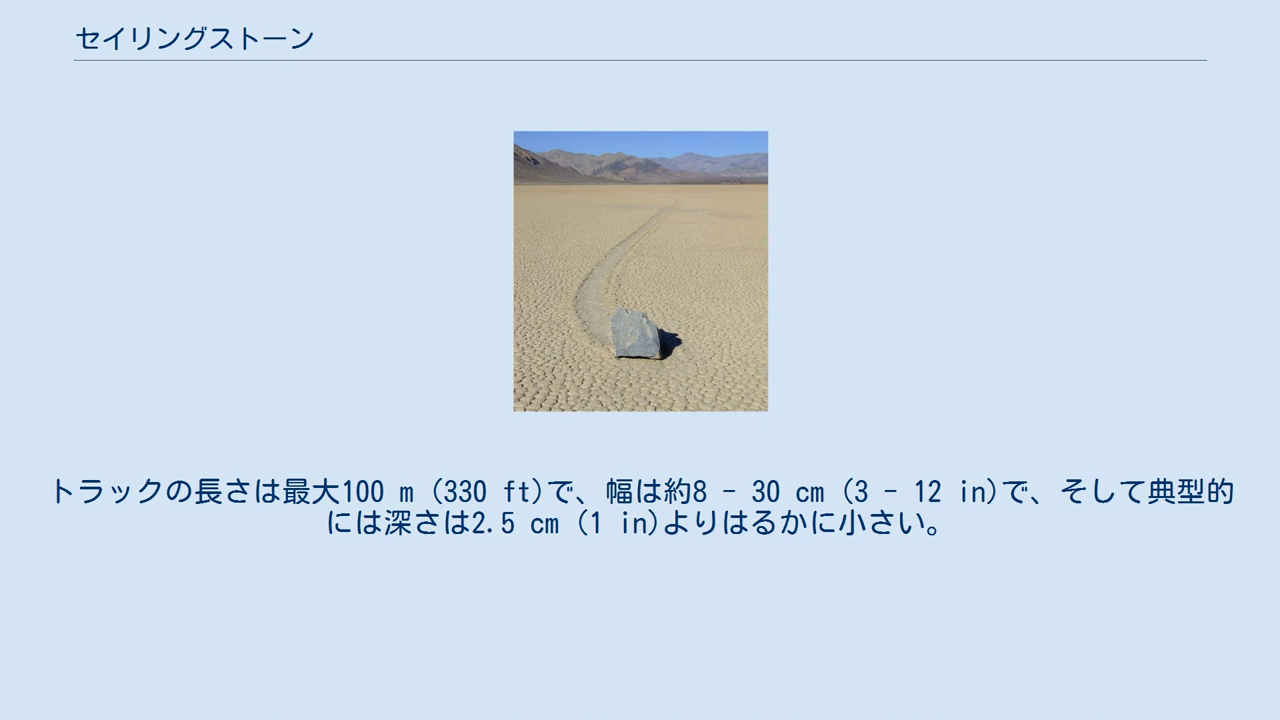 セイリングストーン
トラックの長さは最大100 m (330 ft)で、幅は約8 - 30 cm (3 - 12 in)で、そして典型的
には深さは2.5 cm (1 in)よりはるかに小さい。